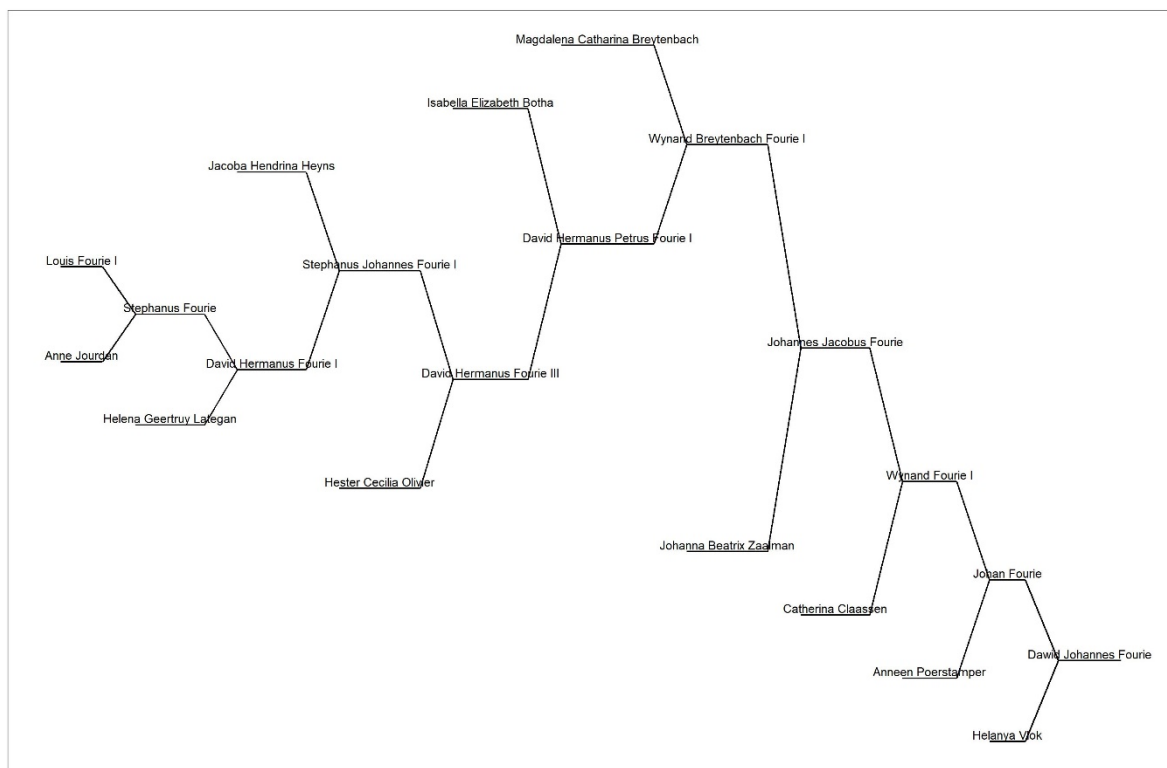 Magdalena Catharina Breytenbach
Isabella Elizabeth Botha
Wynand Breytenbach Fourie I
Jacoba Hendrina Heyns
David Hermanus Petrus Fourie I
Louis Fourie I
Stephanus Johannes Fourie I
Stephanus Fourie
Anne Jourdan
David Hermanus Fourie I
David Hermanus Fourie III
Johannes Jacobus Fourie
Helena Geertruy Lategan
Hester Cecilia Olivier
Wynand Fourie I
Johanna Beatrix Zaalman
Johan Fourie
Catherina Claassen
Dawid Johannes Fourie
Anneen Poerstamper
Helanya Vlok